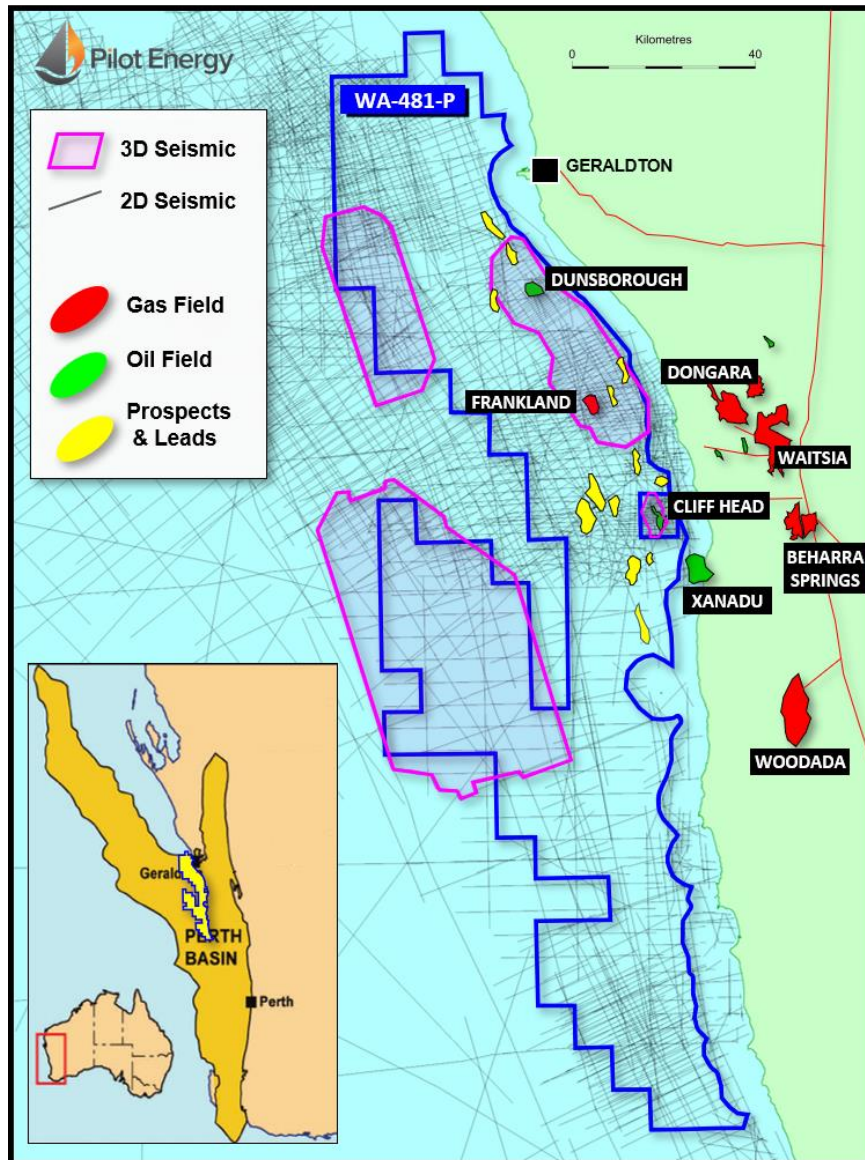 Pilot Energy
Kilometres
0 40
WA-481-P
3D Seismic
2D Seismic
Gas Field
Oil Field
Prospects
& Leads
GERALDTON
DUNSBOROUGH
DONGARA
FRANKLAND
WAITSIA
CLIFF HEAD
BEHARRA
SPRINGS
XANADU
WOODADA
Gerald
PERTH
BASIN
Perth